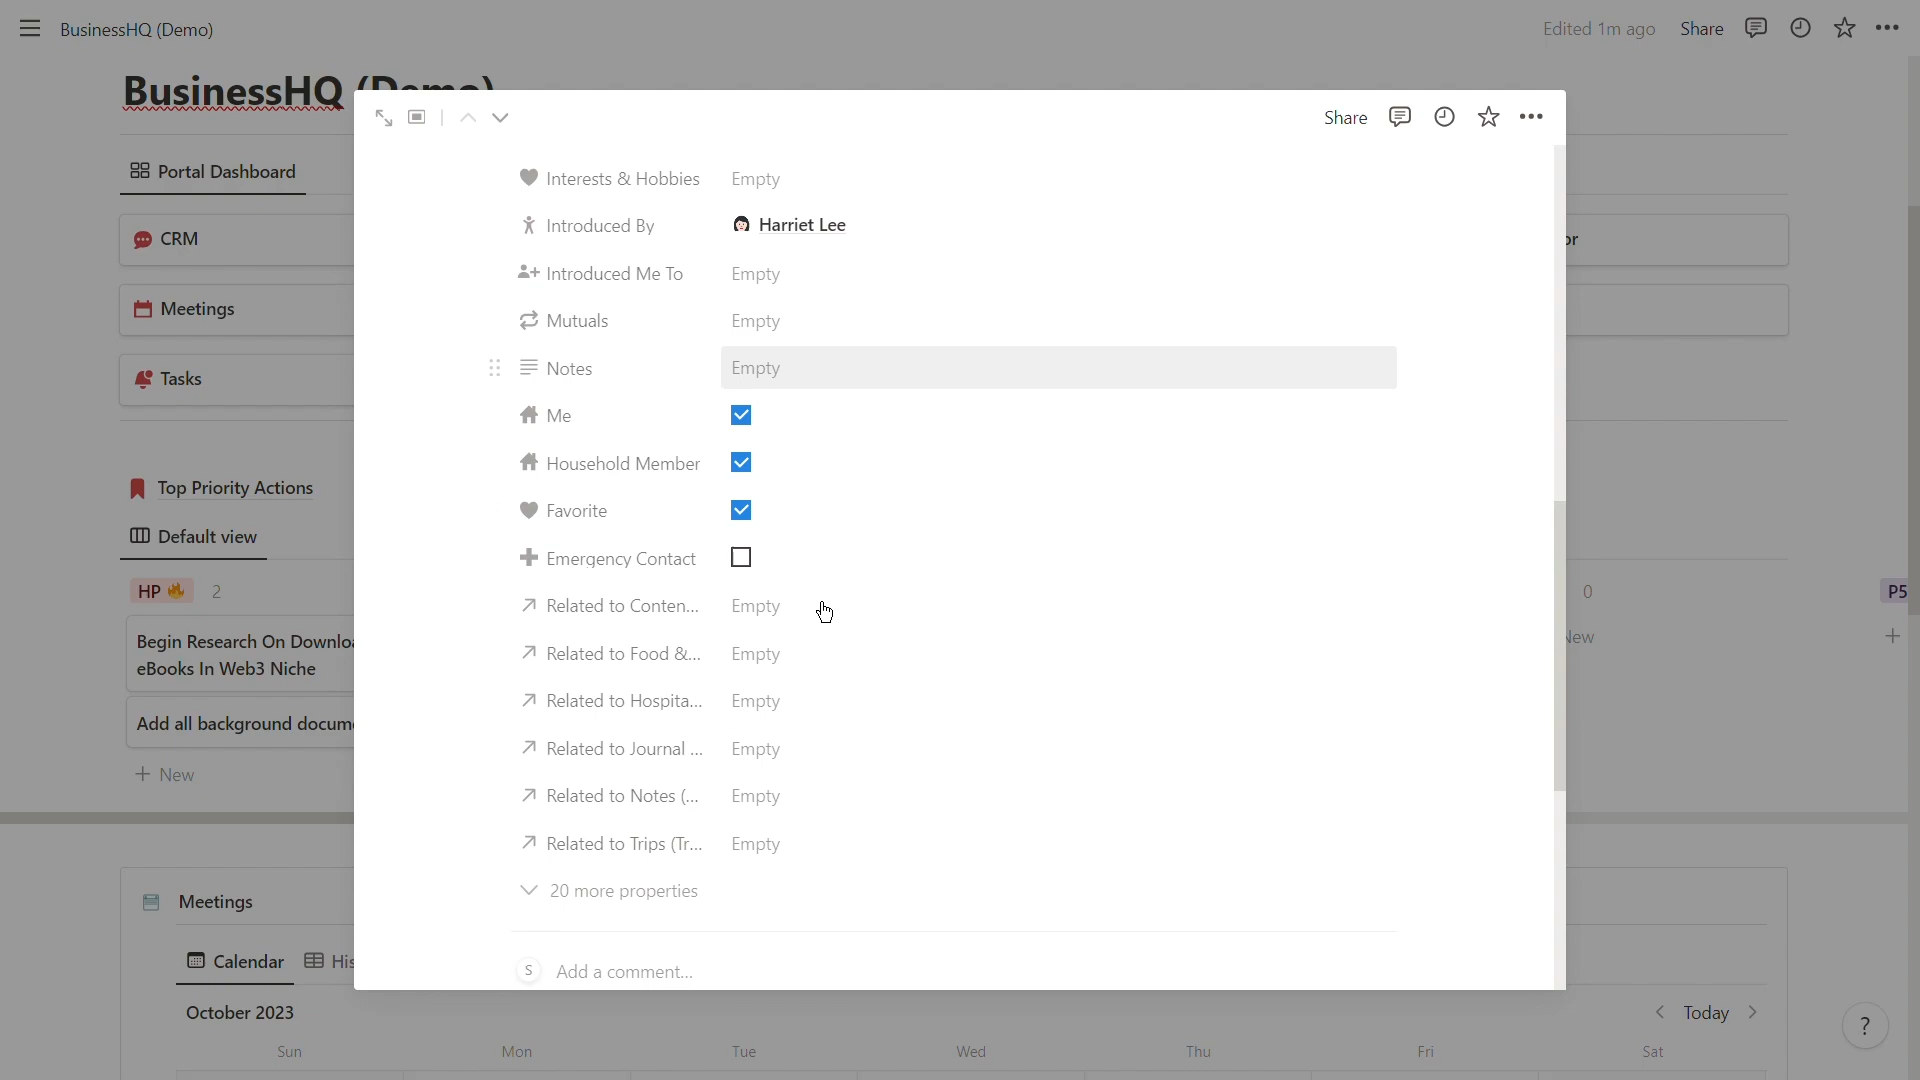 BusinessHQ (Demo)
Edited 1m ago
Share
BusinessHQ (Demo)
Share
Portal Dashboard
CRM
Meetings
Tasks
or
Interests & Hobbies Empty
Introduced By Harriet Lee
Introduced Me To Empty
Mutuals Empty
Notes Empty
Me
Household Member
Favorite
Emergency Contact
Related to Conten... Empty
Related to Food &... Empty
Related to Hospita... Empty
Related to Journal ... Empty
Related to Notes (... Empty
Related to Trips (Tr... Empty
20 more properties
S Add a comment...
Top Priority Actions
Default view
HP 🔥 2
0
P5
Begin Research On Downloa
eBooks In Web3 Niche
Add all background docume
+ New
New
+
Meetings
Calendar
His
October 2023
Today
Sun Mon Tue Wed Thu Fri Sat
?